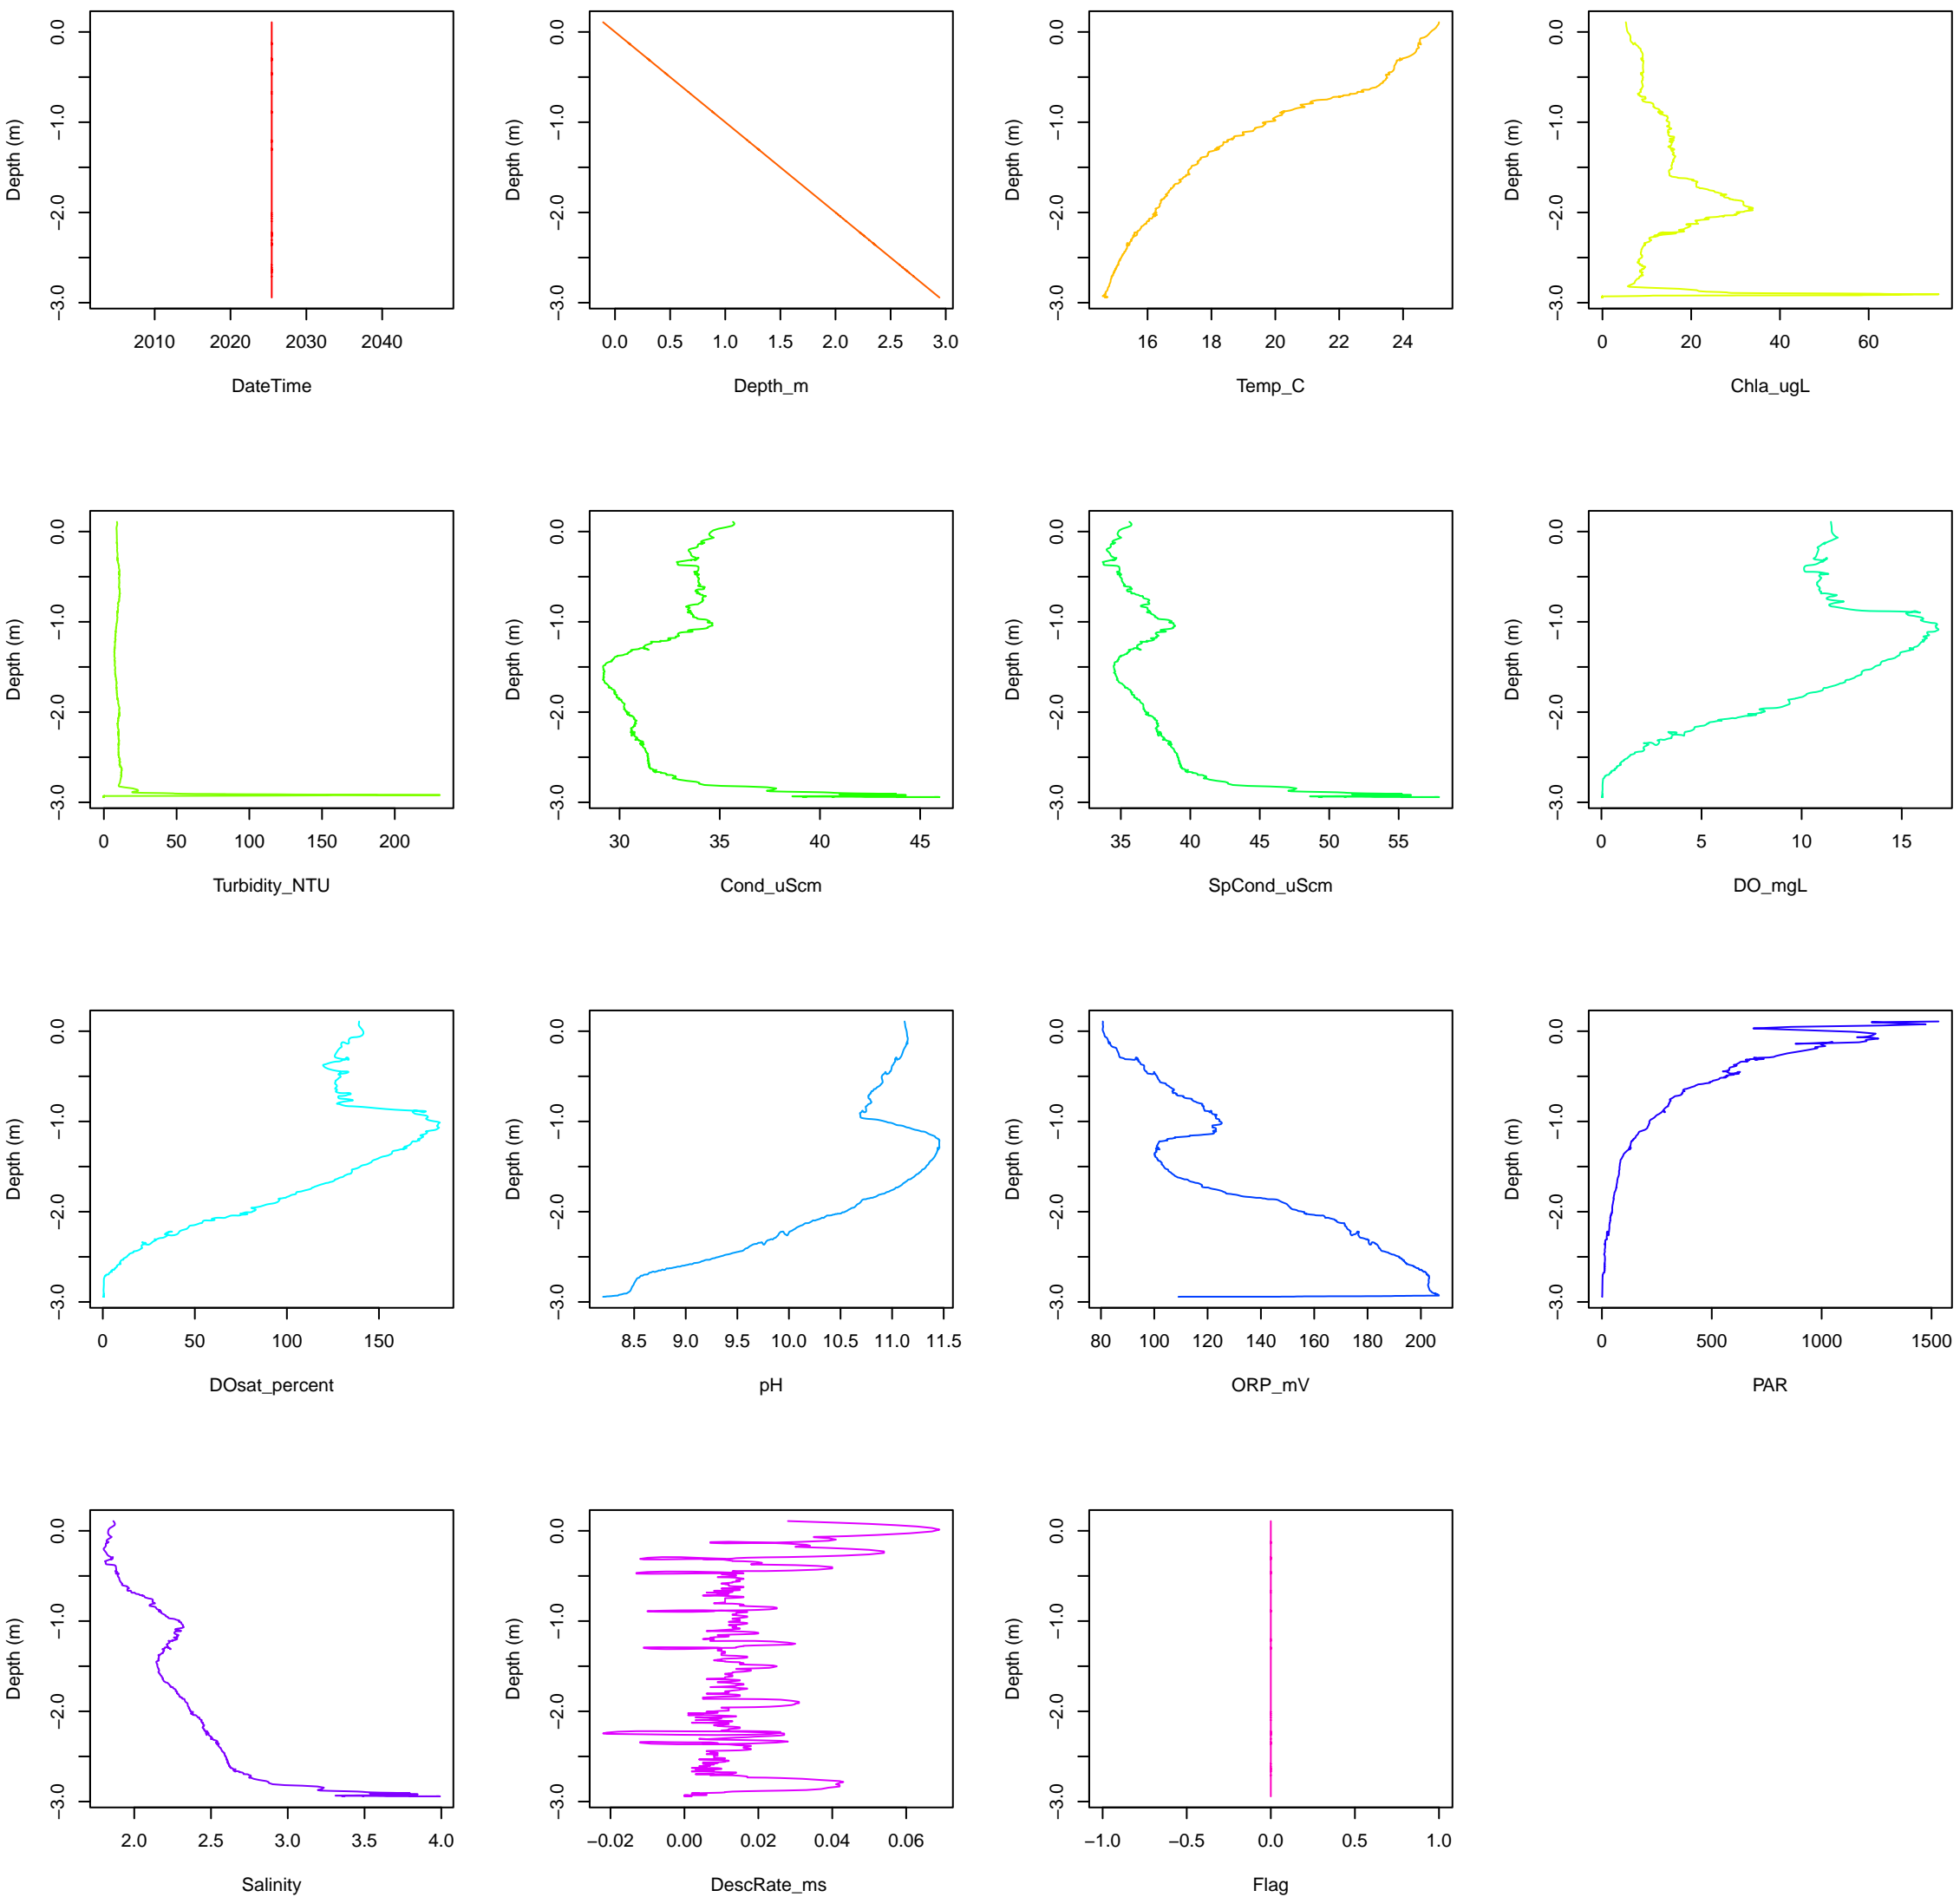 Depth (m)
0.0
−1.0
−2.0
−3.0
2010 2020 2030 2040
DateTime
Depth (m)
0.0
−1.0
−2.0
−3.0
0.0 0.5 1.0 1.5 2.0 2.5 3.0
Depth_m
Depth (m)
0.0
−1.0
−2.0
−3.0
16 18 20 22 24
Temp_C
Depth (m)
0.0
−1.0
−2.0
−3.0
0 20 40 60
Chla_ugL
Depth (m)
0.0
−1.0
−2.0
−3.0
0 50 100 150 200
Turbidity_NTU
Depth (m)
0.0
−1.0
−2.0
−3.0
30 35 40 45
Cond_uScm
Depth (m)
0.0
−1.0
−2.0
−3.0
35 40 45 50 55
SpCond_uScm
Depth (m)
0.0
−1.0
−2.0
−3.0
0 5 10 15
DO_mgL
Depth (m)
0.0
−1.0
−2.0
−3.0
0 50 100 150
DOsat_percent
Depth (m)
0.0
−1.0
−2.0
−3.0
8.5 9.0 9.5 10.0 10.5 11.0 11.5
pH
Depth (m)
0.0
−1.0
−2.0
−3.0
80 100 120 140 160 180 200
ORP_mV
Depth (m)
0.0
−1.0
−2.0
−3.0
0 500 1000 1500
PAR
Depth (m)
0.0
−1.0
−2.0
−3.0
2.0 2.5 3.0 3.5 4.0
Salinity
Depth (m)
0.0
−1.0
−2.0
−3.0
−0.02 0.00 0.02 0.04 0.06
DescRate_ms
Depth (m)
0.0
−1.0
−2.0
−3.0
−1.0 −0.5 0.0 0.5 1.0
Flag